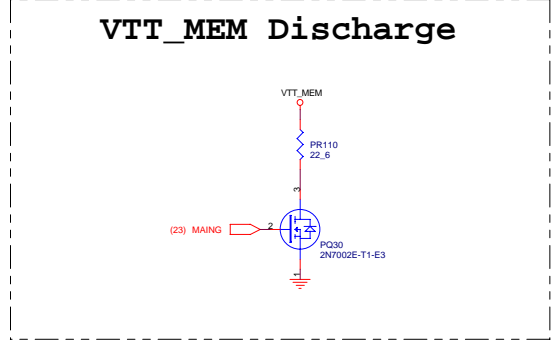 VTT_MEM Discharge
VTT_MEM
PR110
22_6
3
(23) MAING
2
PQ30
2N7002E-T1-E3
1